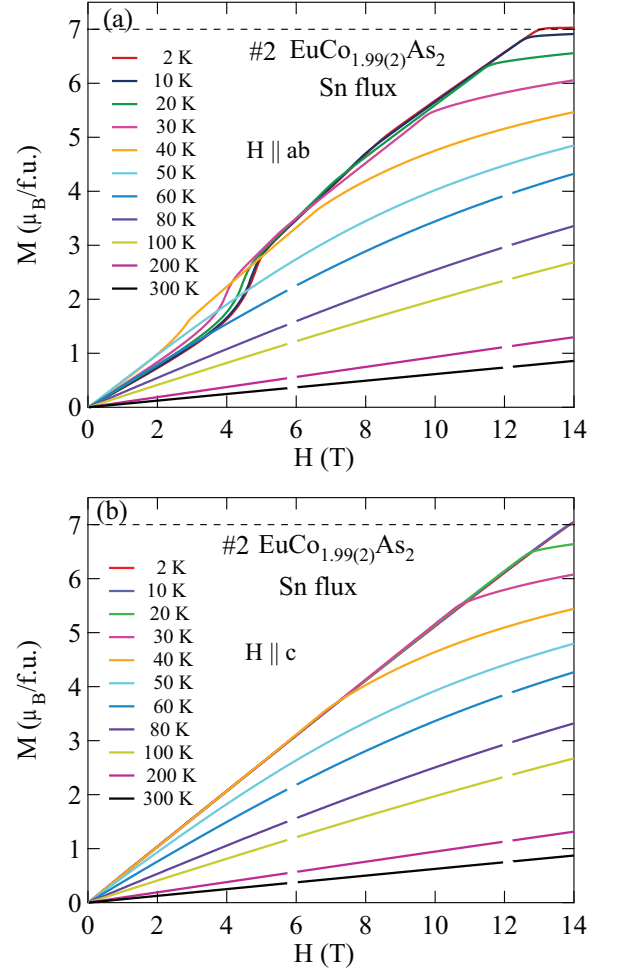 (a)
#2 EuCo1.99(2)As2
Sn flux
H || ab
2 K
10 K
20 K
30 K
40 K
50 K
60 K
80 K
100 K
200 K
300 K
M (μB/f.u.)
7
6
5
4
3
2
1
0
0 2 4 6 8 10 12 14
H (T)
(b)
#2 EuCo1.99(2)As2
Sn flux
H || c
2 K
10 K
20 K
30 K
40 K
50 K
60 K
80 K
100 K
200 K
300 K
M (μB/f.u.)
7
6
5
4
3
2
1
0
0 2 4 6 8 10 12 14
H (T)